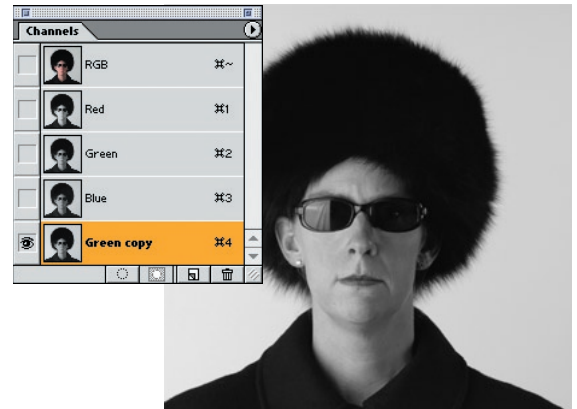 Channels
RGB ⌘~
Red ⌘1
Green ⌘2
Blue ⌘3
Green copy ⌘4